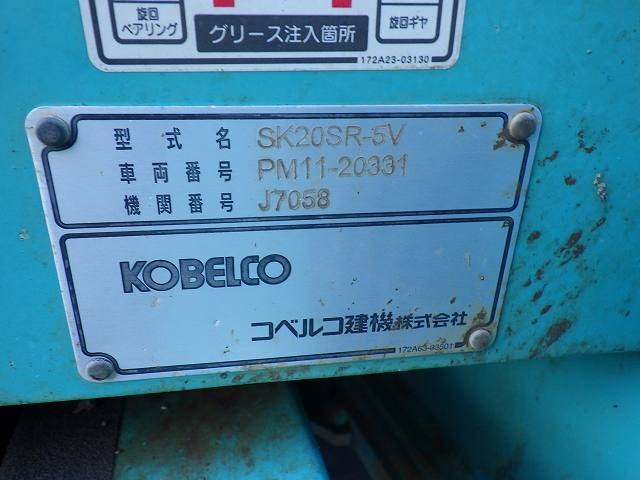 旋回
ベアリング
グリース注入箇所
旋回ギヤ
172A23-03130
型式名 SK20SR-5V
車両番号 PM11-20331
機関番号 J7058
KOBELCO
コベルコ建機株式会社
172A63-93501